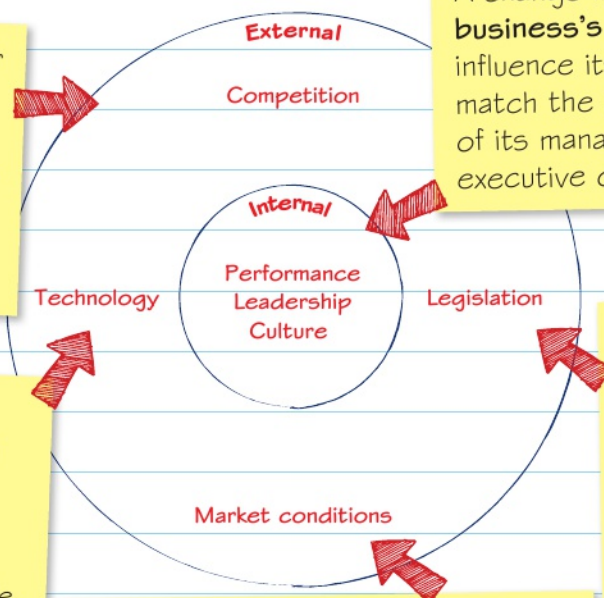 External
Competition
business's
influence it
match the
of its mana
executive
Internal
Performance
Leadership
Culture
Technology
Legislation
Market conditions